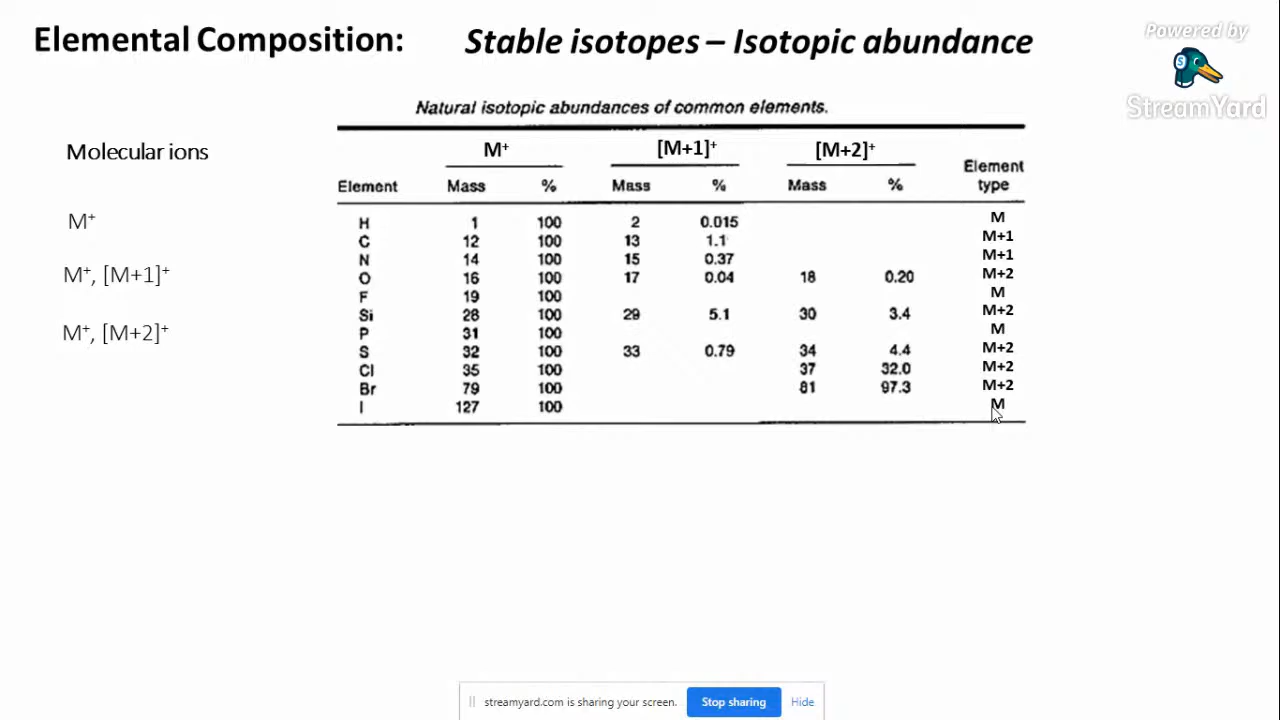 Elemental Composition: Stable isotopes – Isotopic abundance
Powered by
StreamYard
Natural isotopic abundances of common elements.
Molecular ions
M⁺
M⁺, [M+1]⁺
M⁺, [M+2]⁺
M⁺ [M+1]⁺ [M+2]⁺ Element type
Element Mass % Mass % Mass %
H 1 100 2 0.015 M
C 12 100 13 1.1 M+1
N 14 100 15 0.37 M+1
O 16 100 17 0.04 18 0.20 M+2
F 19 100 M
Si 28 100 29 5.1 30 3.4 M+2
P 31 100 M
S 32 100 33 0.79 34 4.4 M+2
Cl 35 100 37 32.0 M+2
Br 79 100 81 97.3 M+2
I 127 100 M
streamyard.com is sharing your screen. Stop sharing Hide